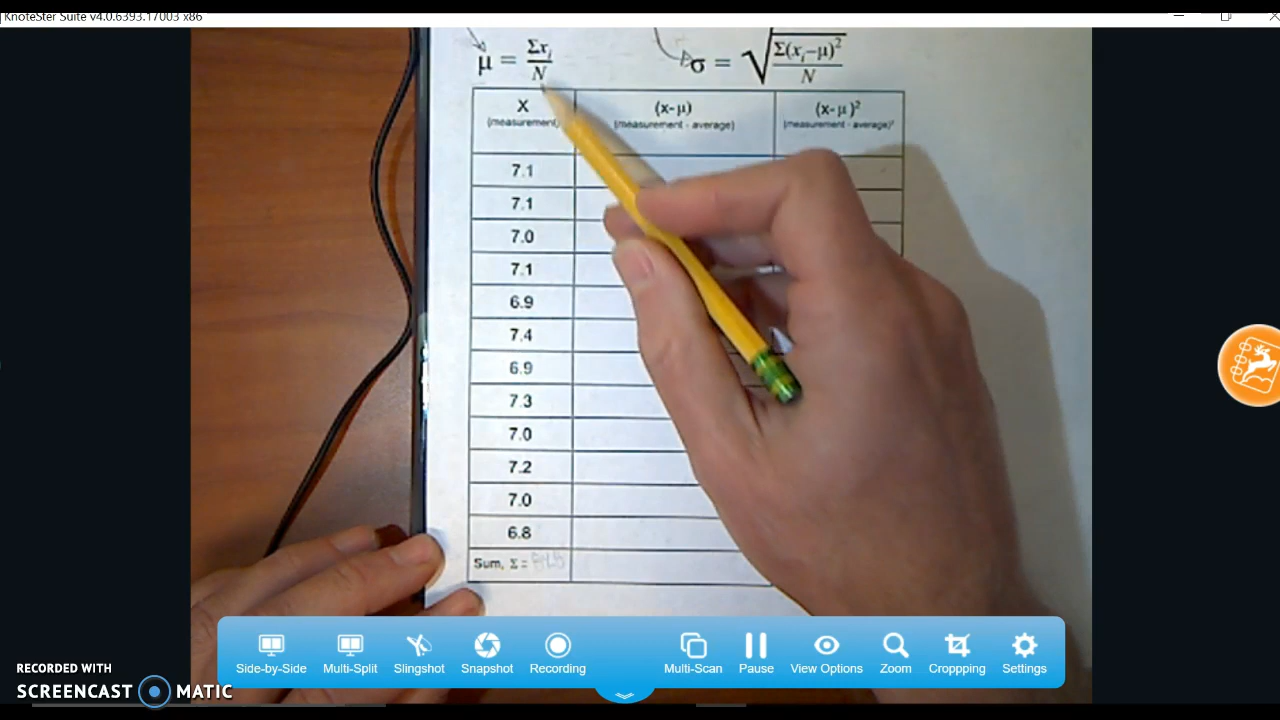 KnoteSter Suite v4.0.6393.17003 x86
μ = Σxᵢ / N
σ = √(Σ(xᵢ–μ)² / N)
X (x-μ) (x-μ)²
(measurement) (measurement - average) (measurement - average)²
7.1
7.1
7.0
7.1
6.9
7.4
6.9
7.3
7.0
7.2
7.0
6.8
Sum, Σ =
Side-by-Side Multi-Split Slingshot Snapshot Recording Multi-Scan Pause View Options Zoom Croppping Settings
RECORDED WITH
SCREENCAST MATIC